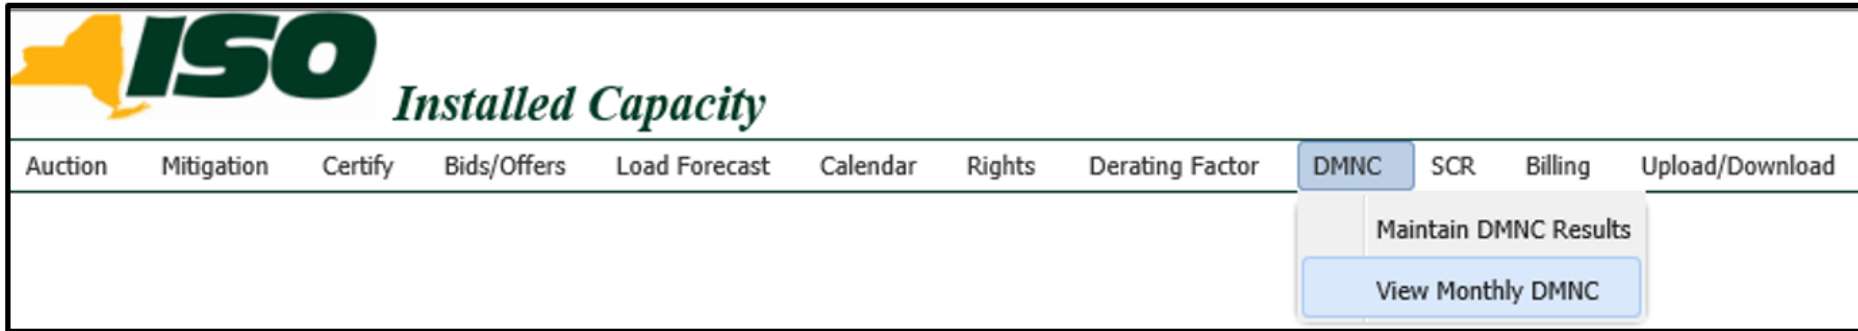 ISO
Installed Capacity
Auction Mitigation Certify Bids/Offers Load Forecast Calendar Rights Derating Factor DMNC SCR Billing Upload/Download
Maintain DMNC Results
View Monthly DMNC